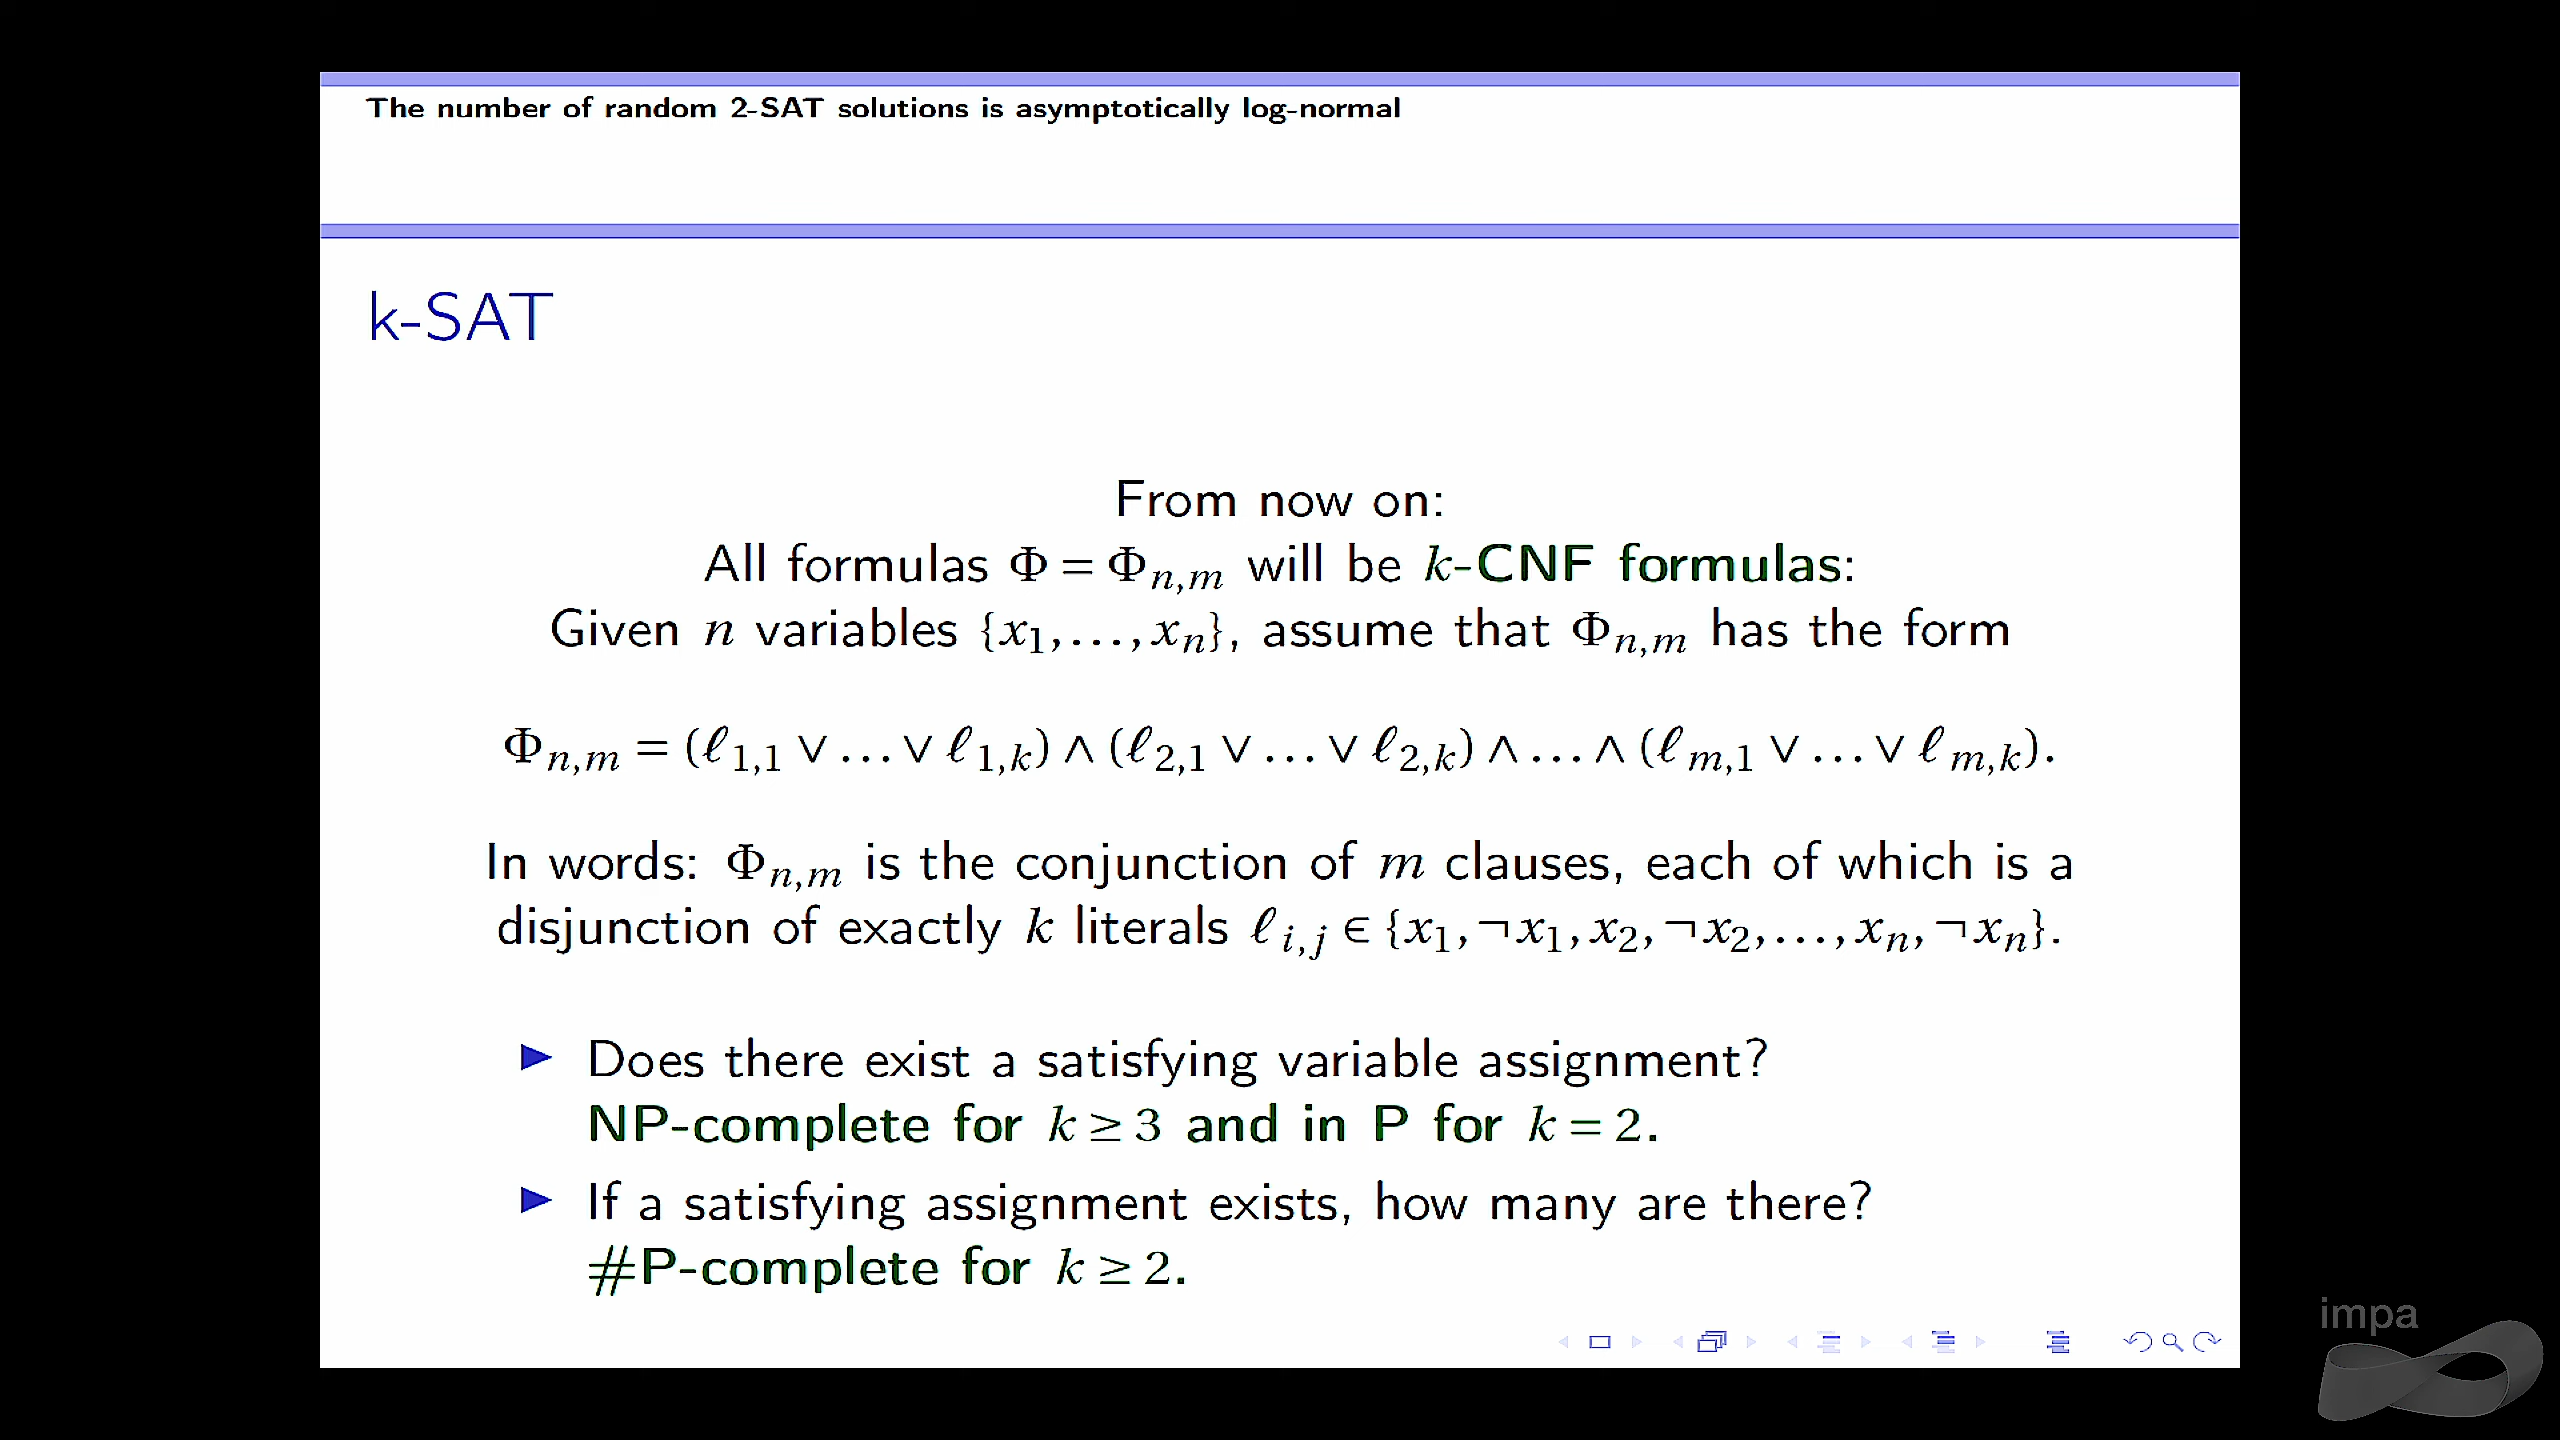 The number of random 2-SAT solutions is asymptotically log-normal
k-SAT
From now on:
All formulas Φ = Φ_{n,m} will be k-CNF formulas:
Given n variables {x_1,...,x_n}, assume that Φ_{n,m} has the form
Φ_{n,m} = (ℓ_{1,1} ∨ ... ∨ ℓ_{1,k}) ∧ (ℓ_{2,1} ∨ ... ∨ ℓ_{2,k}) ∧ ... ∧ (ℓ_{m,1} ∨ ... ∨ ℓ_{m,k}).
In words: Φ_{n,m} is the conjunction of m clauses, each of which is a
disjunction of exactly k literals ℓ_{i,j} ∈ {x_1,¬x_1,x_2,¬x_2,...,x_n,¬x_n}.
▶ Does there exist a satisfying variable assignment?
NP-complete for k ≥ 3 and in P for k = 2.
▶ If a satisfying assignment exists, how many are there?
#P-complete for k ≥ 2.
impa